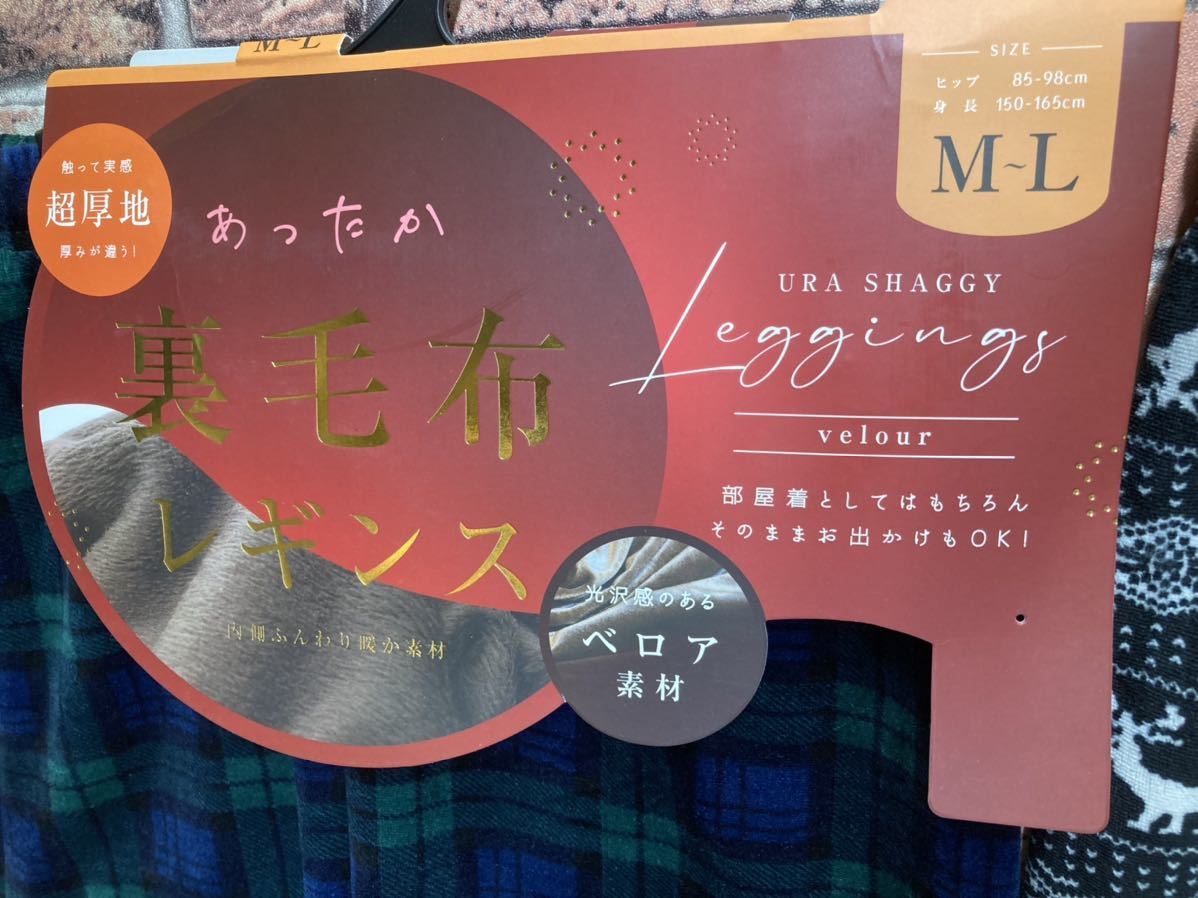 M~L
触って実感
超厚地
厚みが違う!
あったか
裏毛布
レギンス
内側ふんわり暖か素材
光沢感のある
ベロア
素材
SIZE
ヒップ 85-98cm
身長 150-165cm
M~L
URA SHAGGY
Leggings
velour
部屋着としてはもちろん
そのままお出かけもOK!